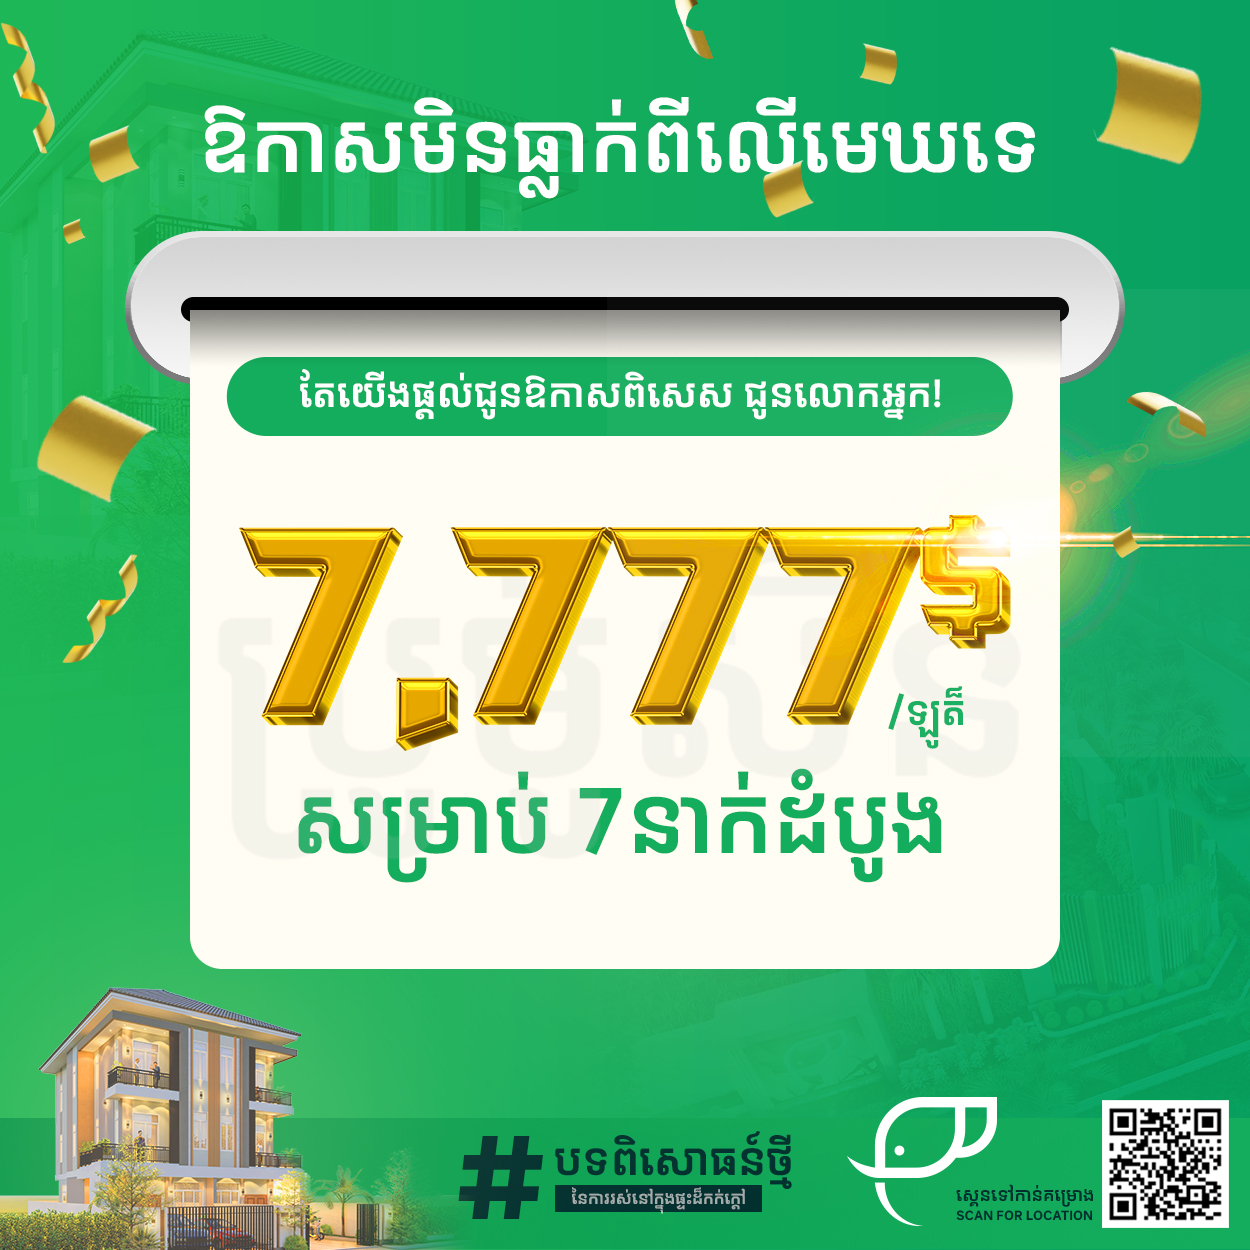 ឱកាសមិនធ្លាក់ពីលើមេឃទេ
តែយើងផ្តល់ជូនឱកាសពិសេស ជូនលោកអ្នក!
7.777$
/ឡូត៍
សម្រាប់ 7នាក់ដំបូង
#បទពិសោធន៍ថ្មី
នៃការរស់នៅក្នុងផ្ទះដ៏កក់ក្តៅ
ស្កេនទៅកាន់គម្រោង
SCAN FOR LOCATION